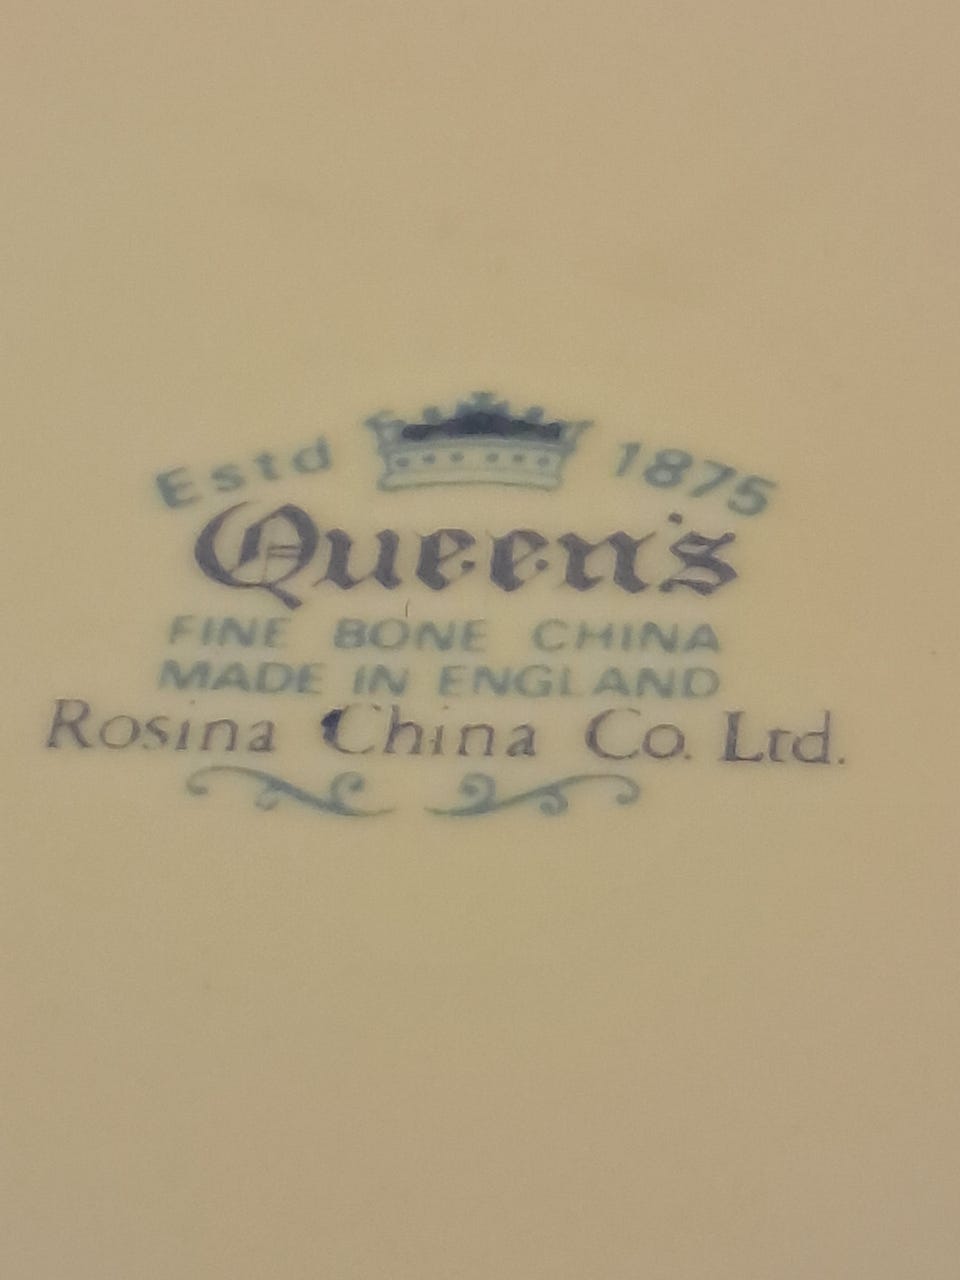 Estd 1875
Queen's
FINE BONE CHINA
MADE IN ENGLAND
Rosina China Co. Ltd.